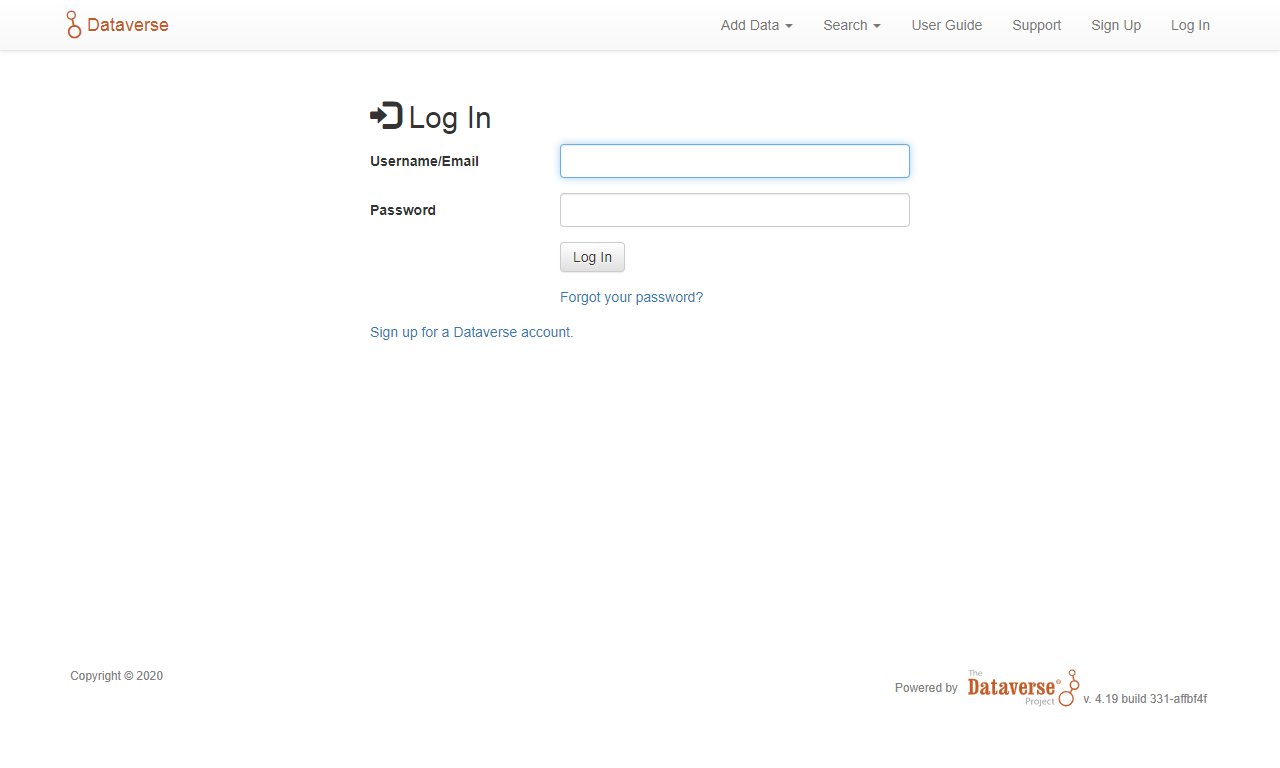 Dataverse
Add Data
Search
User Guide
Support
Sign Up
Log In
Log In
Username/Email
Password
Log In
Forgot your password?
Sign up for a Dataverse account.
Copyright © 2020
Powered by
The
Dataverse®
Project
v. 4.19 build 331-affbf4f